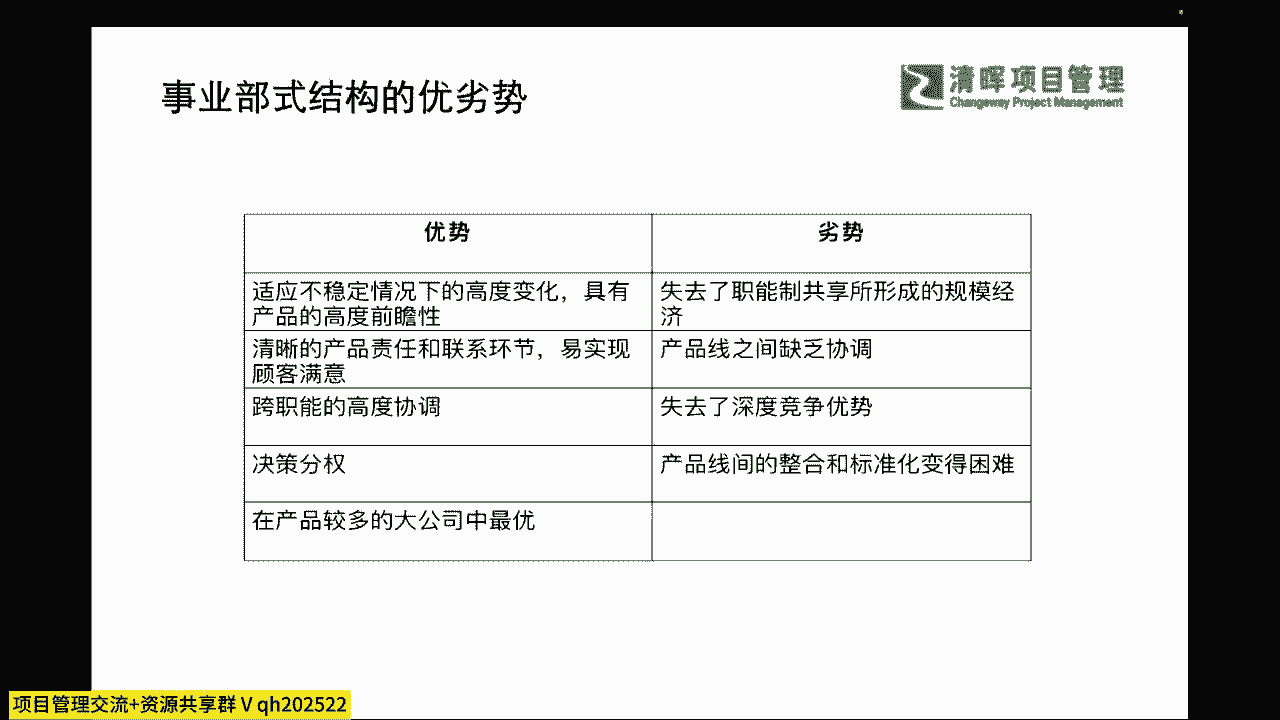 事业部式结构的优劣势
清晖项目管理
Changeway Project Management
优势
劣势
适应不稳定情况下的高度变化，具有
产品的高度前瞻性
失去了职能制共享所形成的规模经
济
清晰的产品责任和联系环节，易实现
顾客满意
产品线之间缺乏协调
跨职能的高度协调
失去了深度竞争优势
决策分权
产品线间的整合和标准化变得困难
在产品较多的大公司中最优
项目管理交流+资源共享群 V qh202522